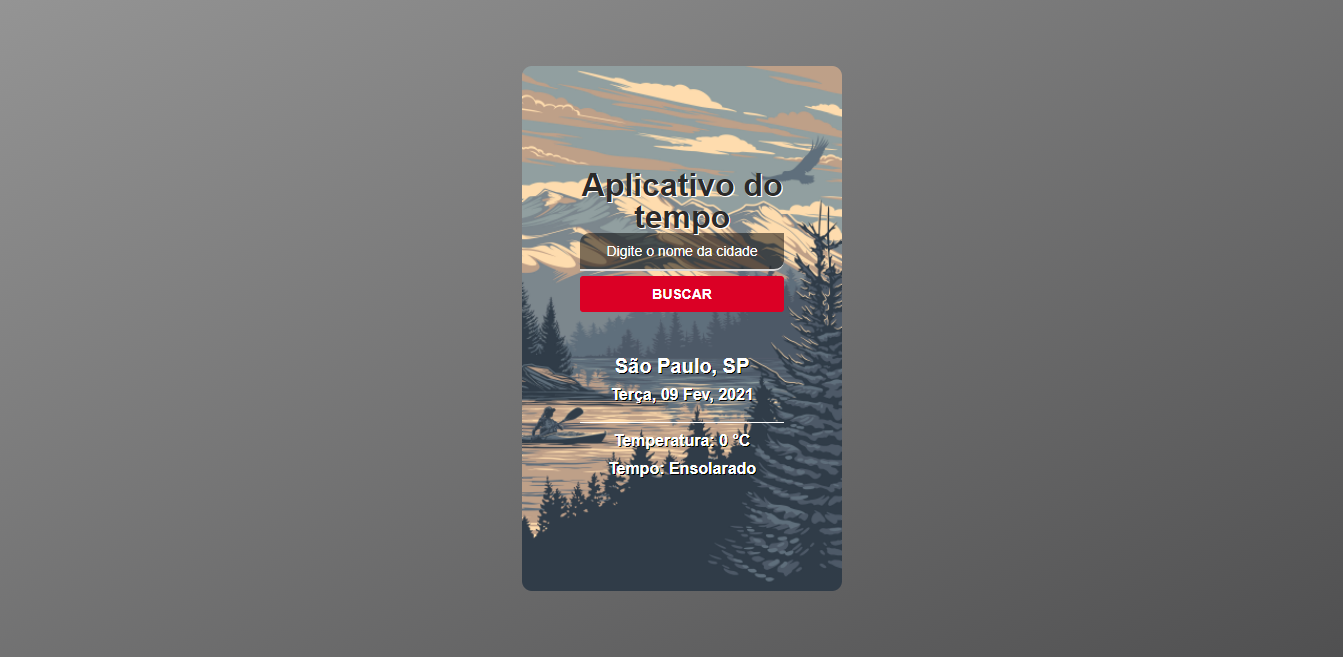 Aplicativo do
tempo
Digite o nome da cidade
BUSCAR
São Paulo, SP
Terça, 09 Fev, 2021
Temperatura: 0 °C
Tempo: Ensolarado